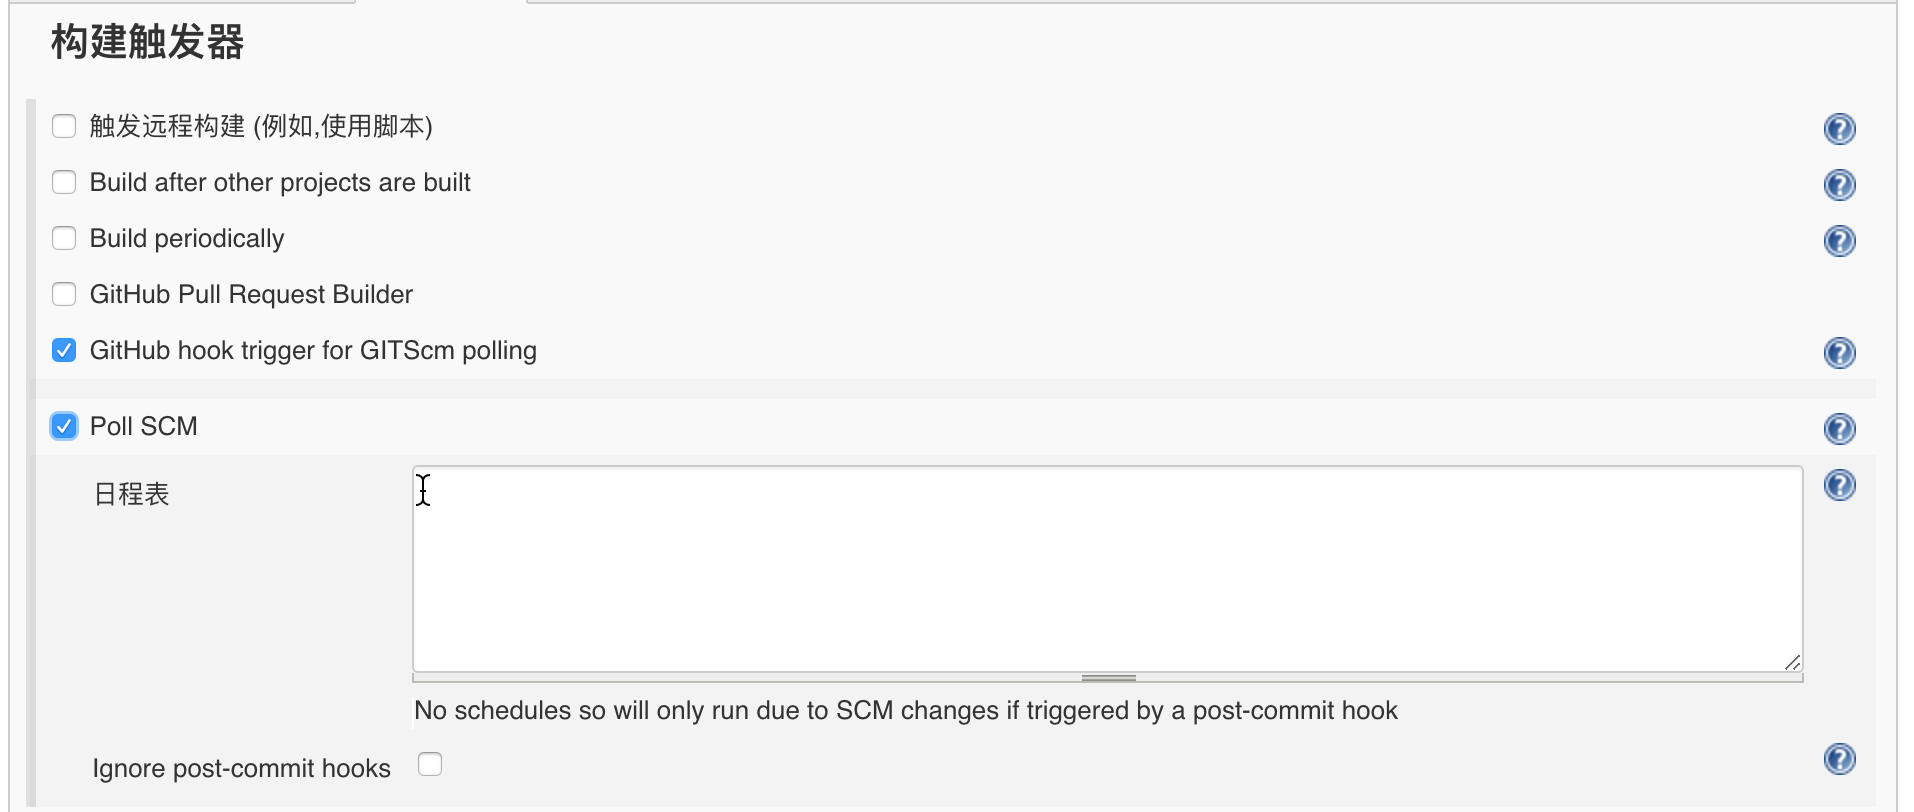 构建触发器
触发远程构建 (例如,使用脚本)
Build after other projects are built
Build periodically
GitHub Pull Request Builder
GitHub hook trigger for GITScm polling
Poll SCM
日程表
No schedules so will only run due to SCM changes if triggered by a post-commit hook
Ignore post-commit hooks